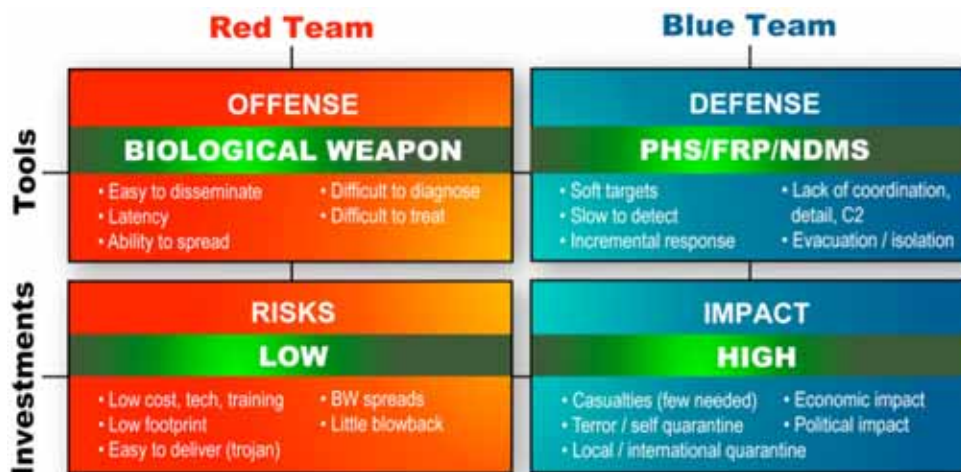 Red Team
Blue Team
Tools
OFFENSE
BIOLOGICAL WEAPON
• Easy to disseminate
• Latency
• Ability to spread
• Difficult to diagnose
• Difficult to treat
DEFENSE
PHS/FRP/NDMS
• Soft targets
• Slow to detect
• Incremental response
• Lack of coordination,
detail, C2
• Evacuation / isolation
Investments
RISKS
LOW
• Low cost, tech, training
• Low footprint
• Easy to deliver (trojan)
• BW spreads
• Little blowback
IMPACT
HIGH
• Casualties (few needed)
• Terror / self quarantine
• Local / international quarantine
• Economic impact
• Political impact